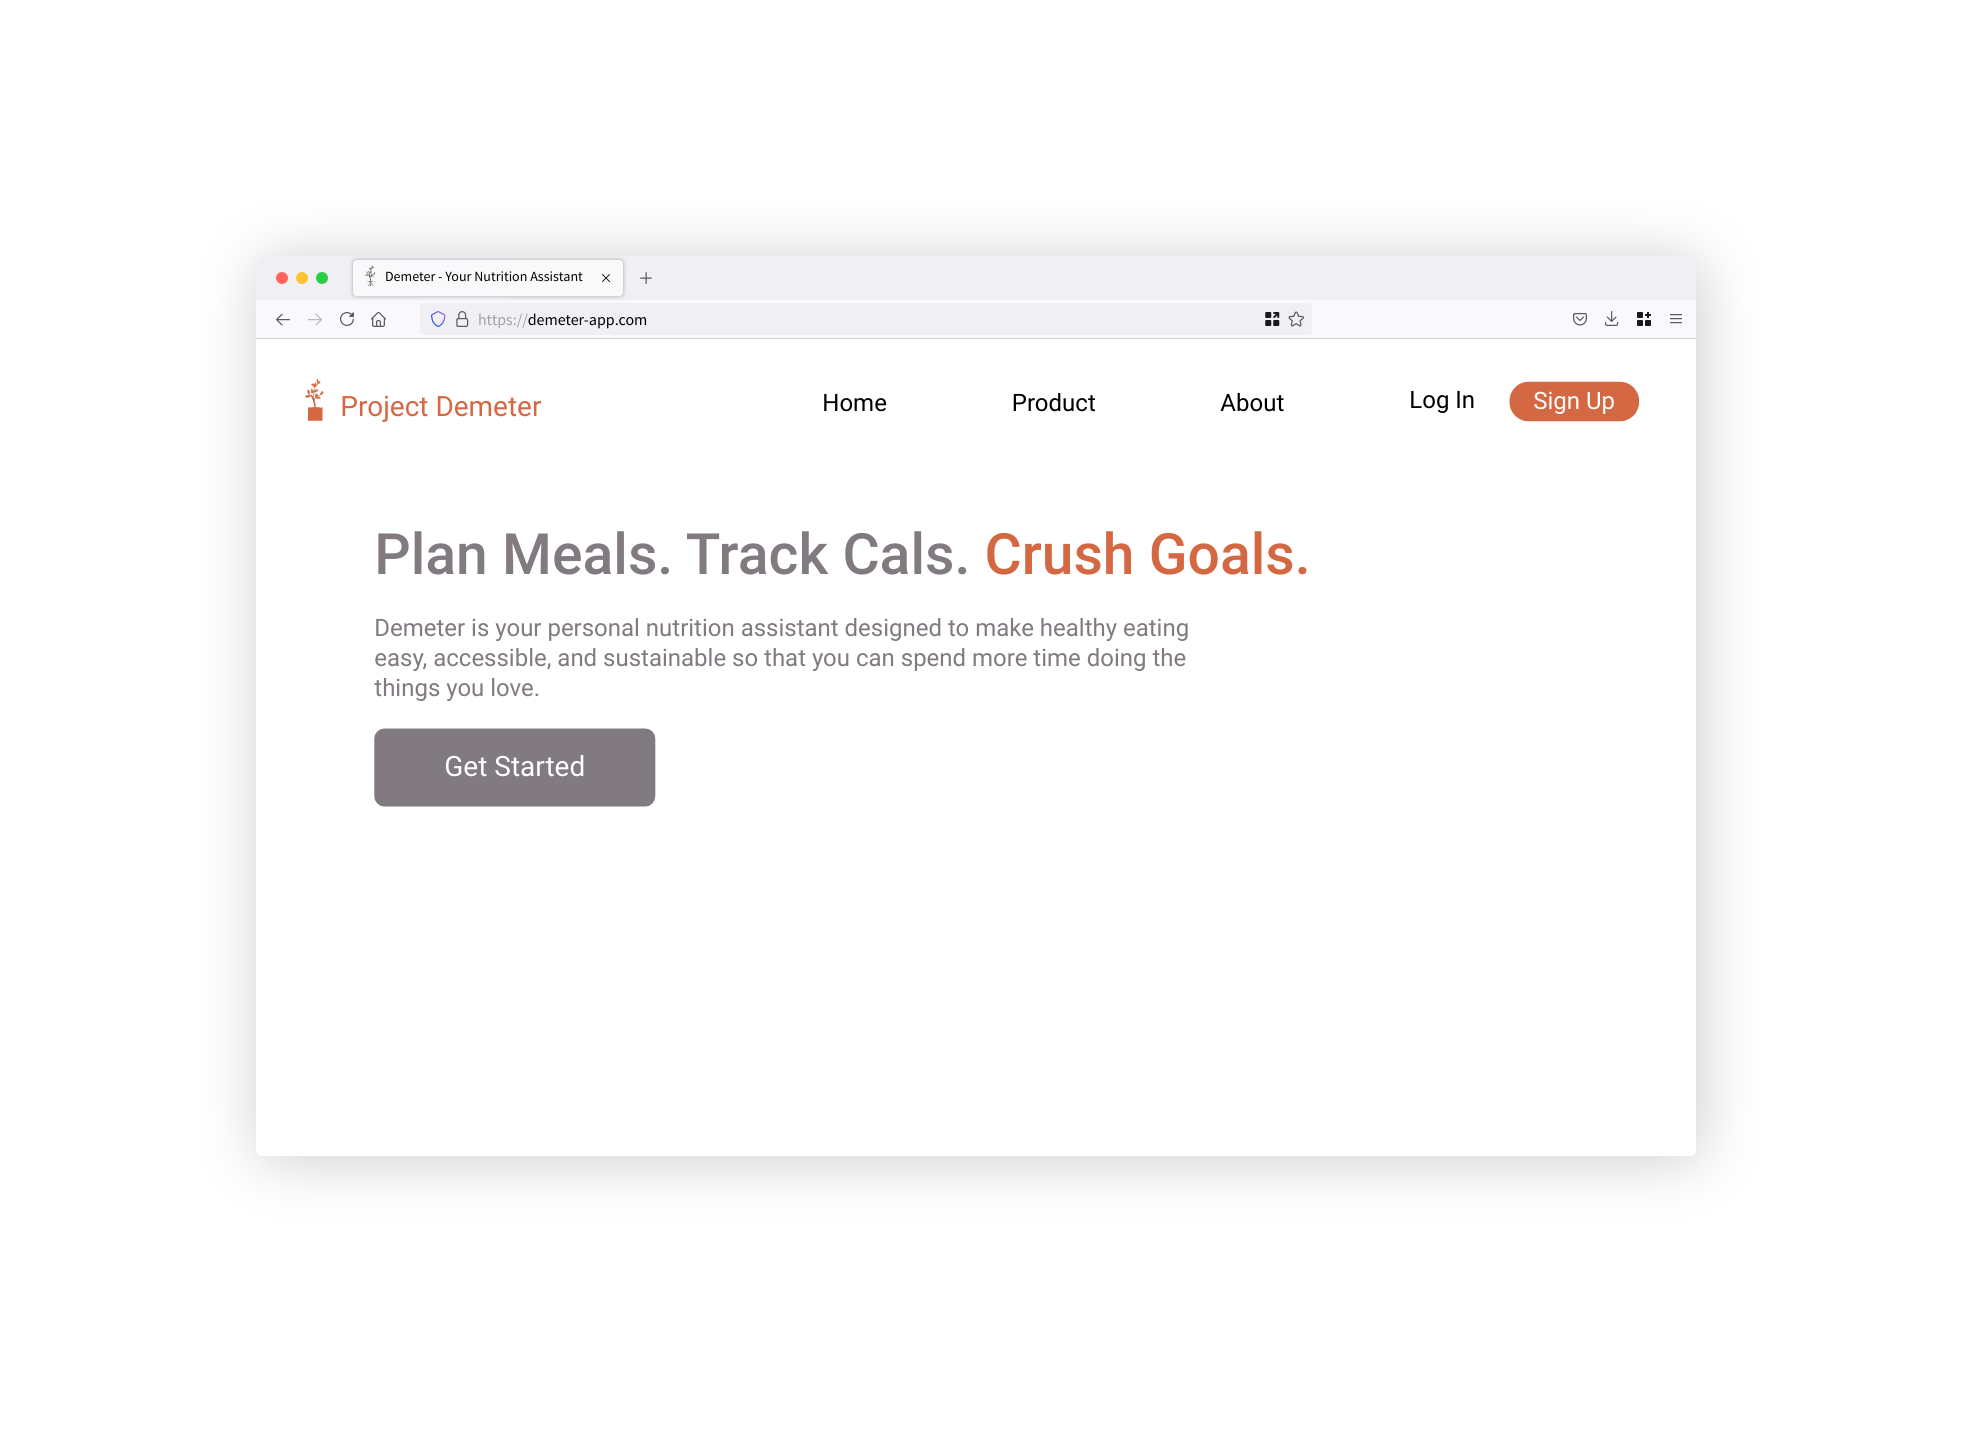 Demeter - Your Nutrition Assistant
https://demeter-app.com
Project Demeter
Home
Product
About
Log In
Sign Up
Plan Meals. Track Cals. Crush Goals.
Demeter is your personal nutrition assistant designed to make healthy eating
easy, accessible, and sustainable so that you can spend more time doing the
things you love.
Get Started